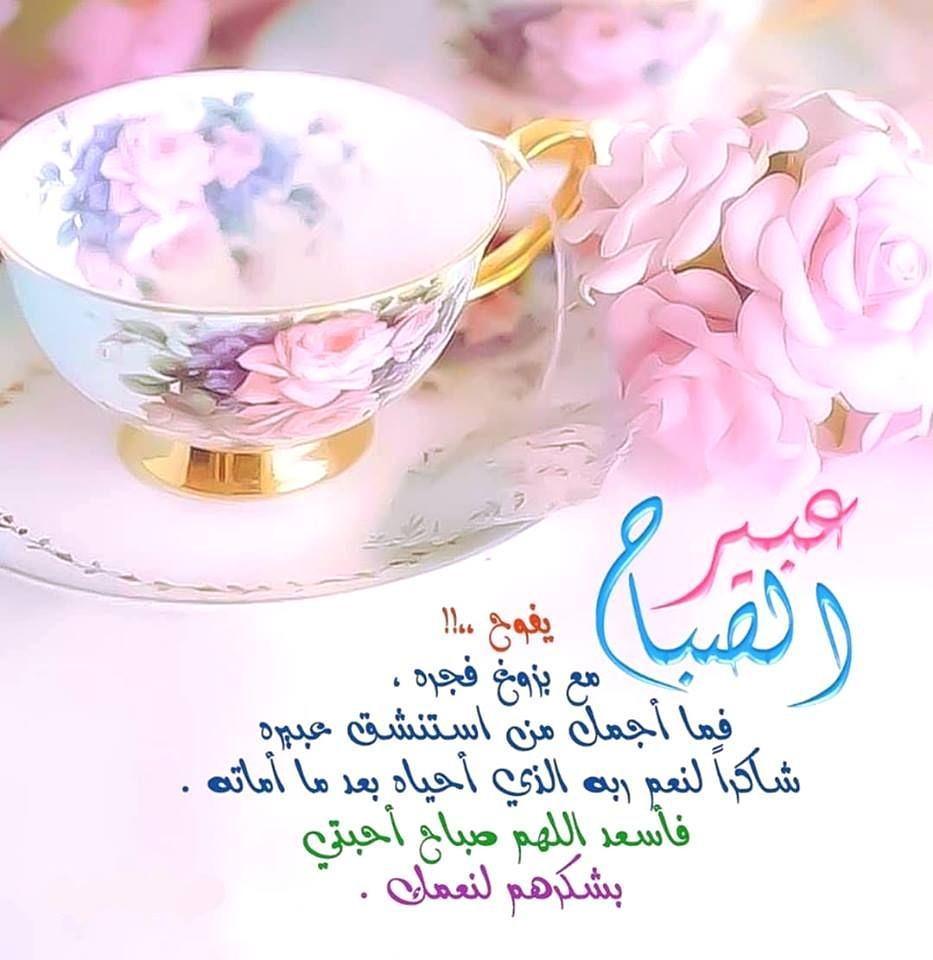 عبير
الصباح
يفوح ،،!!
مع بزوغ فجره ،
فما أجمل من استنشق عبيره
شاكراً لنعم ربه الذي أحياه بعد ما أماته .
فأسعد اللهم صباح أحبتي
بشكرهم لنعمك .